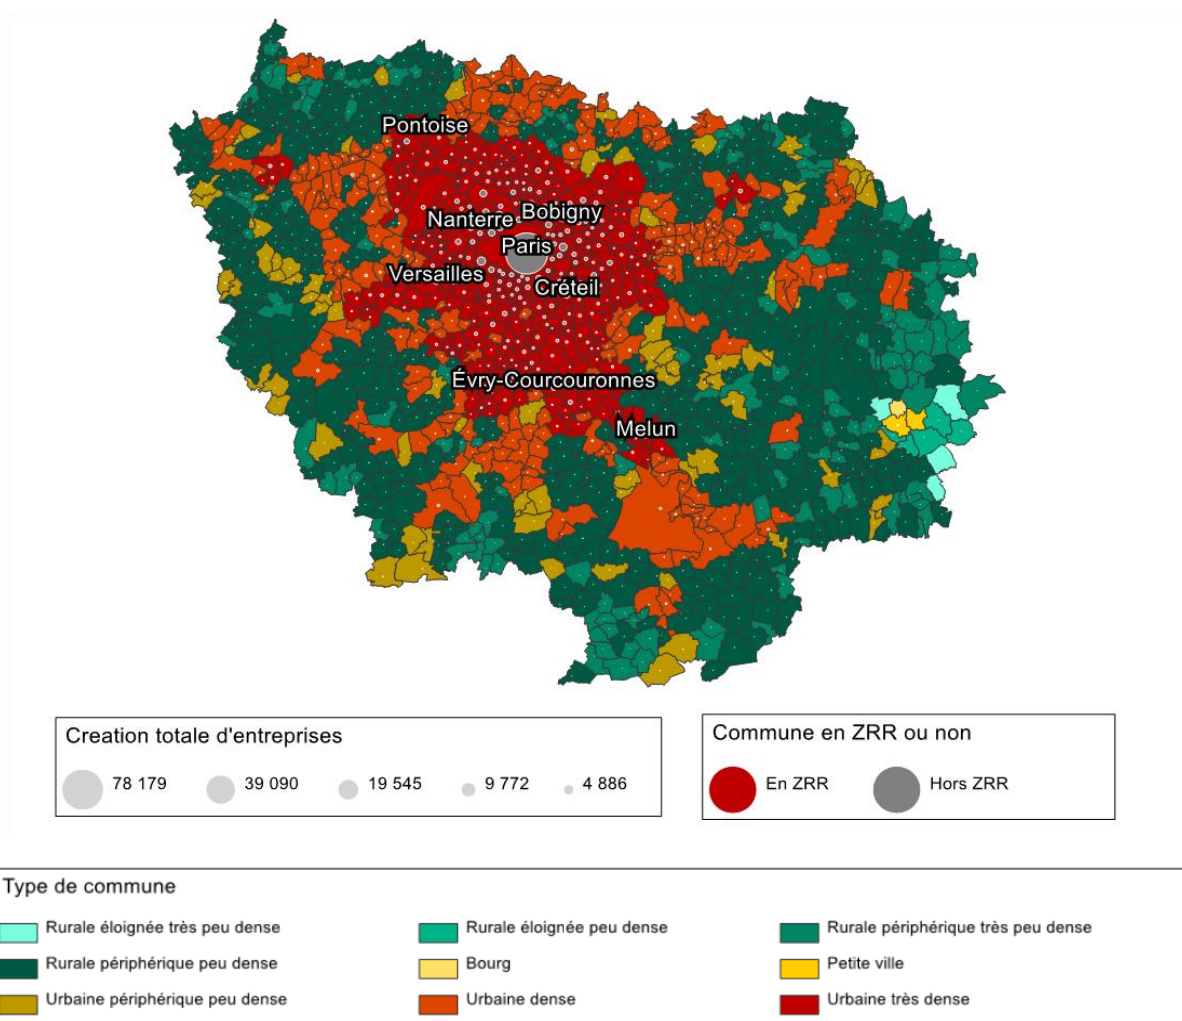 Pontoise
Nanterre Bobigny
Paris
Versailles
Créteil
Évry-Courcouronnes
Melun
Creation totale d'entreprises
78 179 39 090 19 545 9 772 4 886
Commune en ZRR ou non
En ZRR Hors ZRR
Type de commune
Rurale éloignée très peu dense Rurale éloignée peu dense Rurale périphérique très peu dense
Rurale périphérique peu dense Bourg Petite ville
Urbaine périphérique peu dense Urbaine dense Urbaine très dense